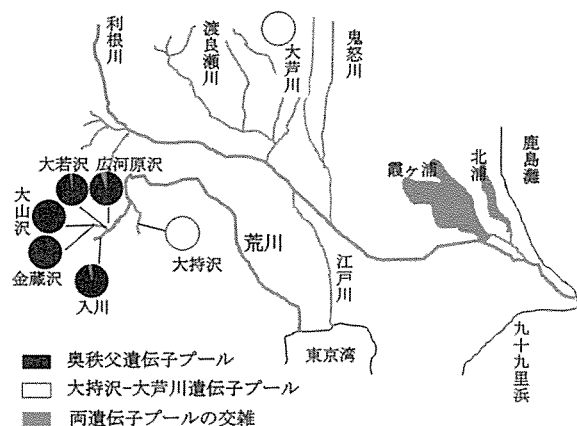 利根川
渡良瀬川
大芦川
鬼怒川
鹿島灘
北浦
霞ヶ浦
大若沢
広河原沢
大山沢
金蔵沢
入川
大持沢
荒川
江戸川
東京湾
九十九里浜
奥秩父遺伝子プール
大持沢-大芦川遺伝子プール
両遺伝子プールの交雑